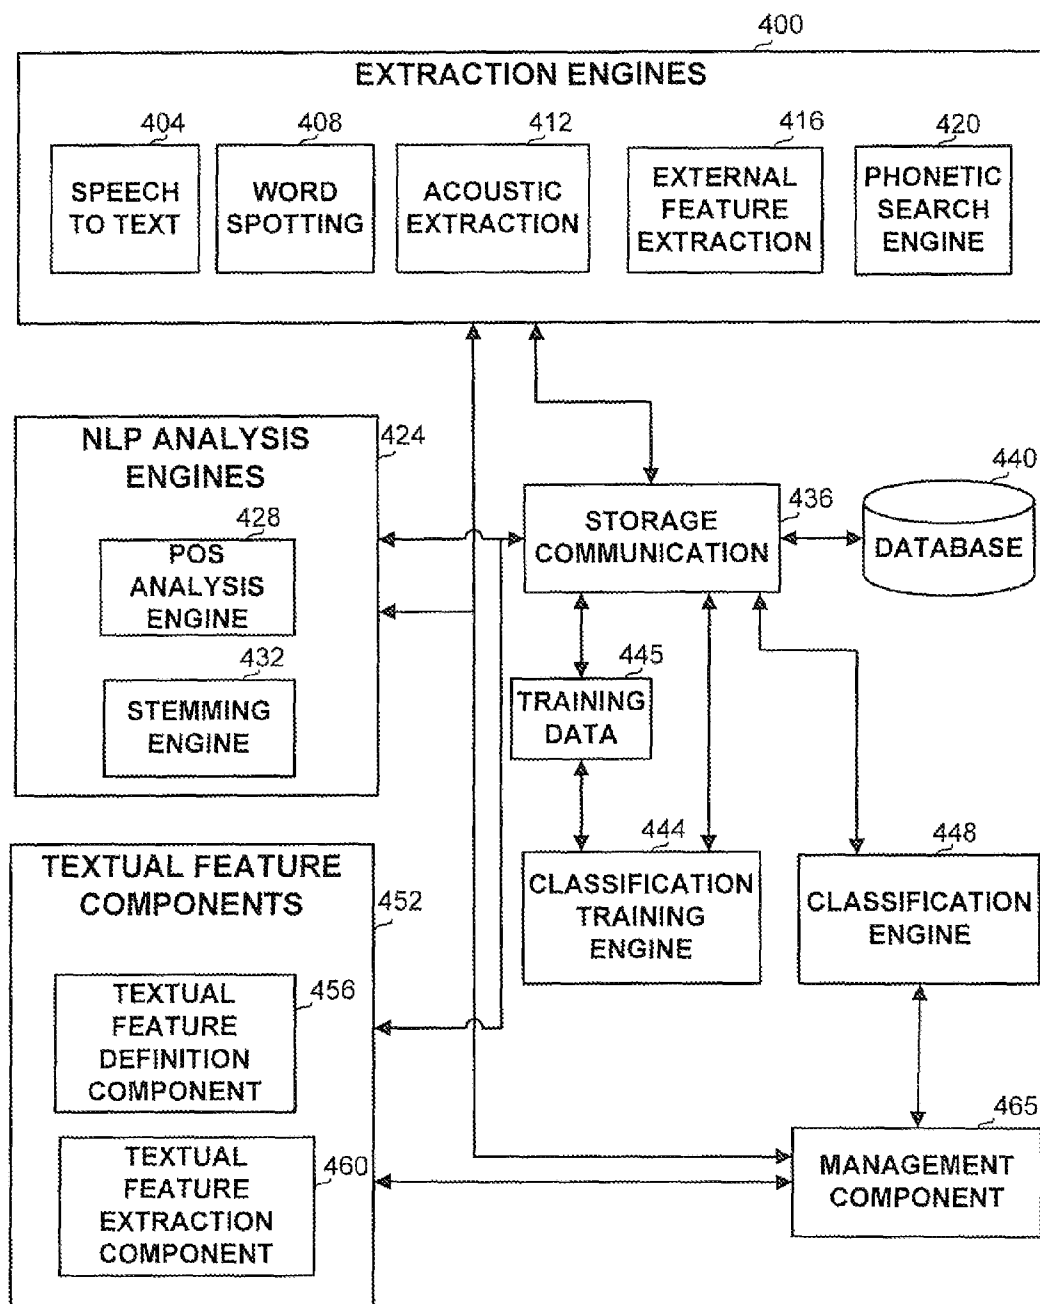 400
EXTRACTION ENGINES
404
408
412
416
420
SPEECH
TO TEXT
WORD
SPOTTING
ACOUSTIC
EXTRACTION
EXTERNAL
FEATURE
EXTRACTION
PHONETIC
SEARCH
ENGINE
NLP ANALYSIS
ENGINES
424
428
POS
ANALYSIS
ENGINE
432
STEMMING
ENGINE
STORAGE
COMMUNICATION
436
440
DATABASE
445
TRAINING
DATA
444
CLASSIFICATION
TRAINING
ENGINE
448
CLASSIFICATION
ENGINE
TEXTUAL FEATURE
COMPONENTS
452
TEXTUAL
FEATURE
DEFINITION
COMPONENT
456
TEXTUAL
FEATURE
EXTRACTION
COMPONENT
460
465
MANAGEMENT
COMPONENT